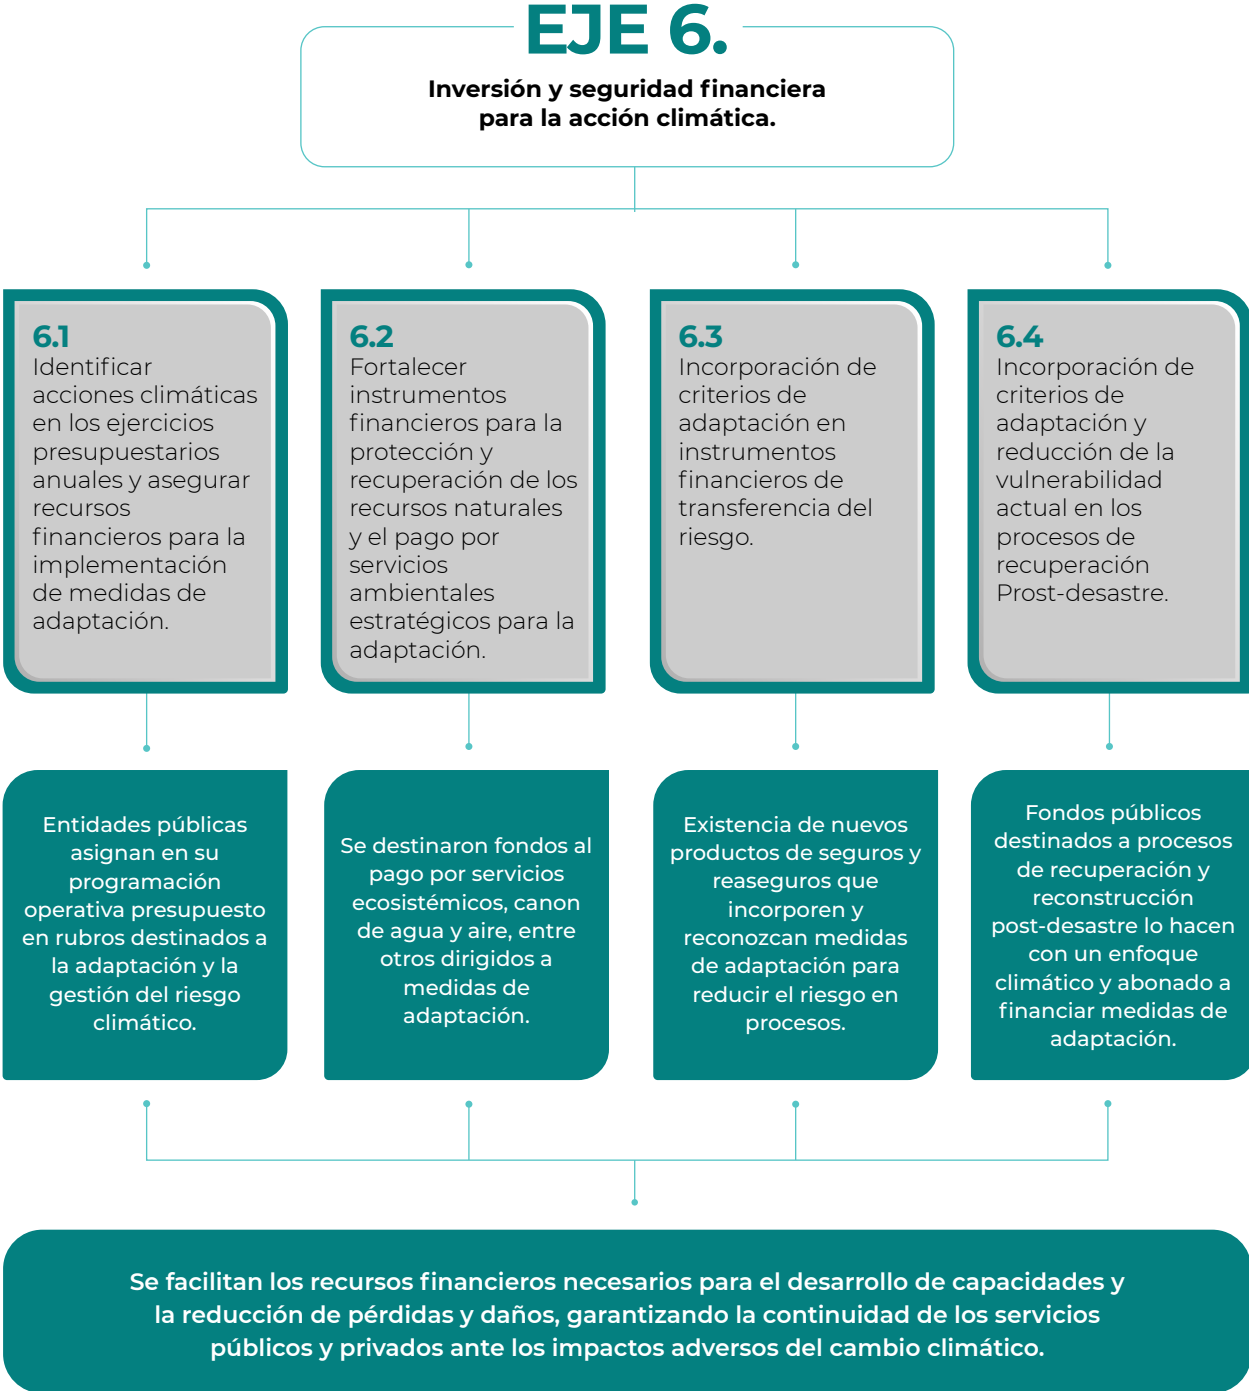 EJE 6.
Inversión y seguridad financiera
para la acción climática.
6.1
Identificar
acciones climáticas
en los ejercicios
presupuestarios
anuales y asegurar
recursos
financieros para la
implementación
de medidas de
adaptación.
6.2
Fortalecer
instrumentos
financieros para la
protección y
recuperación de los
recursos naturales
y el pago por
servicios
ambientales
estratégicos para la
adaptación.
6.3
Incorporación de
criterios de
adaptación en
instrumentos
financieros de
transferencia del
riesgo.
6.4
Incorporación de
criterios de
adaptación y
reducción de la
vulnerabilidad
actual en los
procesos de
recuperación
Prost-desastre.
Entidades públicas
asignan en su
programación
operativa presupuesto
en rubros destinados a
la adaptación y la
gestión del riesgo
climático.
Se destinaron fondos al
pago por servicios
ecosistémicos, canon
de agua y aire, entre
otros dirigidos a
medidas de
adaptación.
Existencia de nuevos
productos de seguros y
reaseguros que
incorporen y
reconozcan medidas
de adaptación para
reducir el riesgo en
procesos.
Fondos públicos
destinados a procesos
de recuperación y
reconstrucción
post-desastre lo hacen
con un enfoque
climático y abonado a
financiar medidas de
adaptación.
Se facilitan los recursos financieros necesarios para el desarrollo de capacidades y
la reducción de pérdidas y daños, garantizando la continuidad de los servicios
públicos y privados ante los impactos adversos del cambio climático.